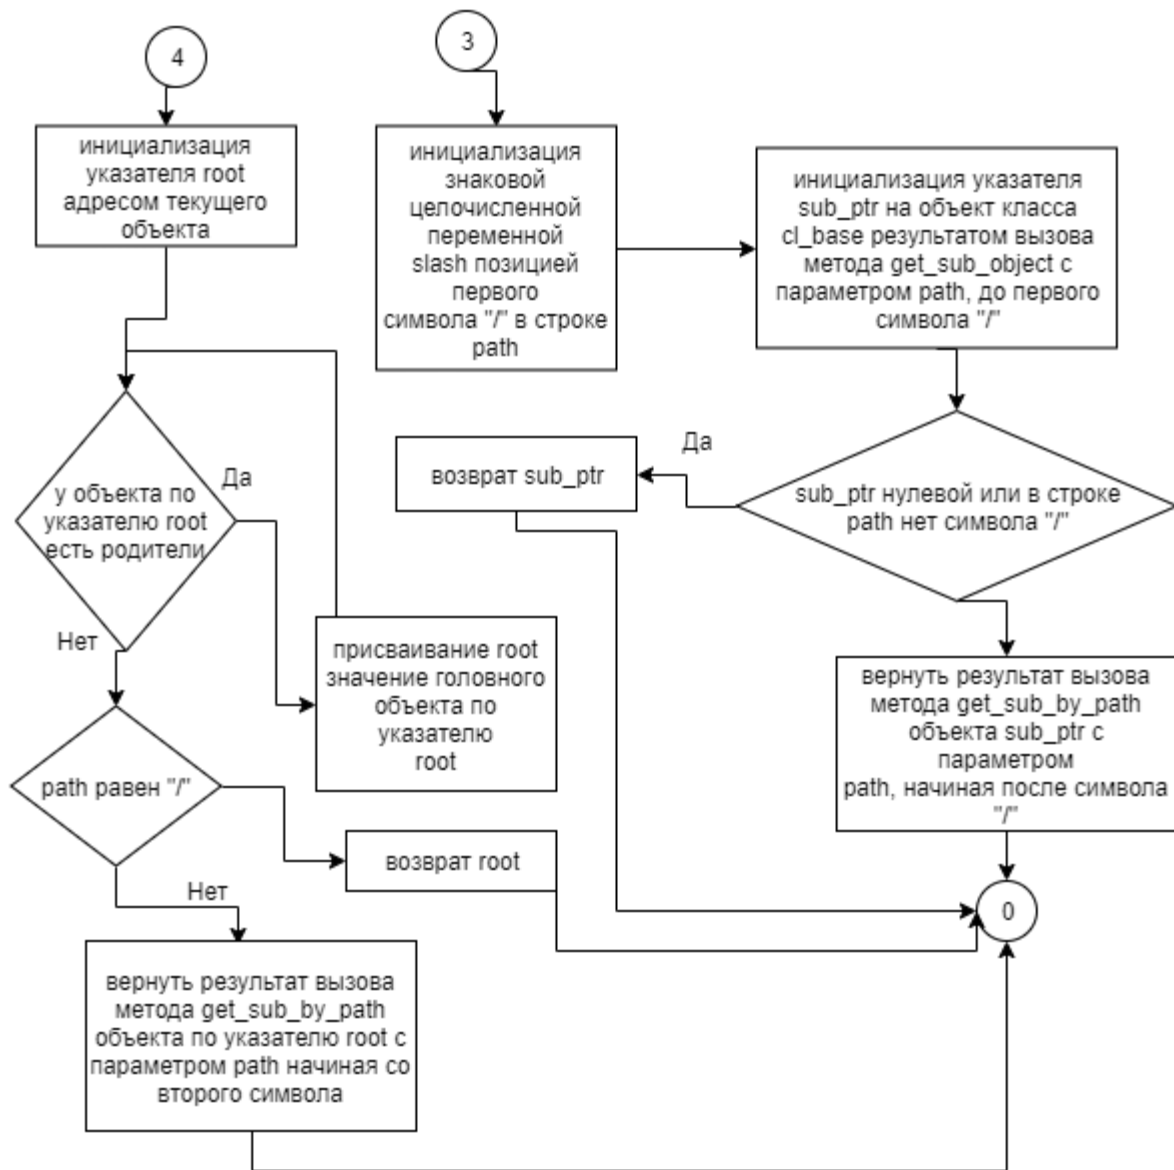 4
инициализация
указателя root
адресом текущего
объекта
у объекта по
указателю root
есть родители
Да
Нет
присваивание root
значение головного
объекта по
указателю
root
path равен "/"
возврат root
Нет
вернуть результат вызова
метода get_sub_by_path
объекта по указателю root с
параметром path начиная со
второго символа
3
инициализация
знаковой
целочисленной
переменной
slash позицией
первого
символа "/" в строке
path
инициализация указателя
sub_ptr на объект класса
cl_base результатом вызова
метода get_sub_object с
параметром path, до первого
символа "/"
sub_ptr нулевой или в строке
path нет символа "/"
Да
возврат sub_ptr
вернуть результат вызова
метода get_sub_by_path
объекта sub_ptr с
параметром
path, начиная после символа
"/"
0